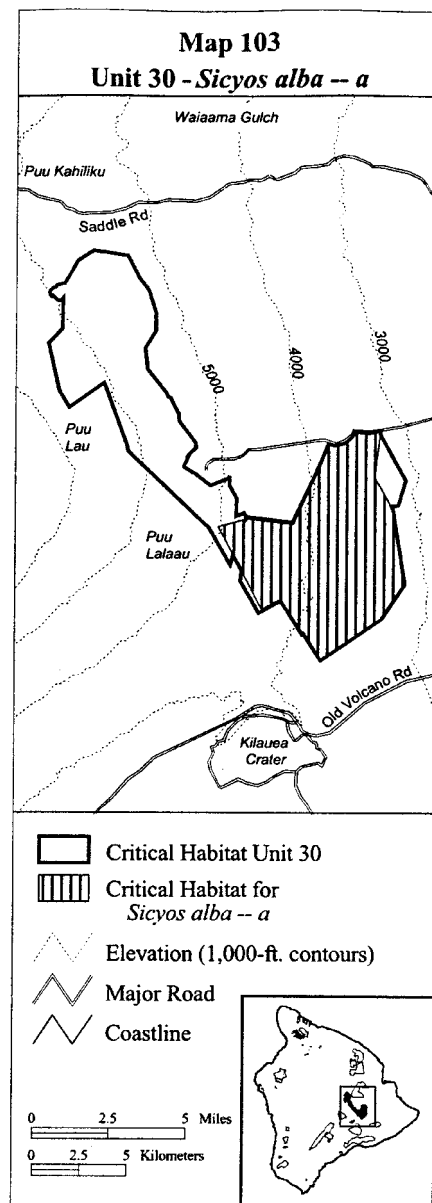 Map 103
Unit 30 - Sicyos alba -- a
Waiaama Gulch
Puu Kahiliku
Saddle Rd
5000
4000
3000
Puu
Lau
Puu
Lalaau
Old Volcano Rd
Kilauea
Crater
Critical Habitat Unit 30
Critical Habitat for
Sicyos alba -- a
Elevation (1,000-ft. contours)
Major Road
Coastline
0 2.5 5 Miles
0 2.5 5 Kilometers